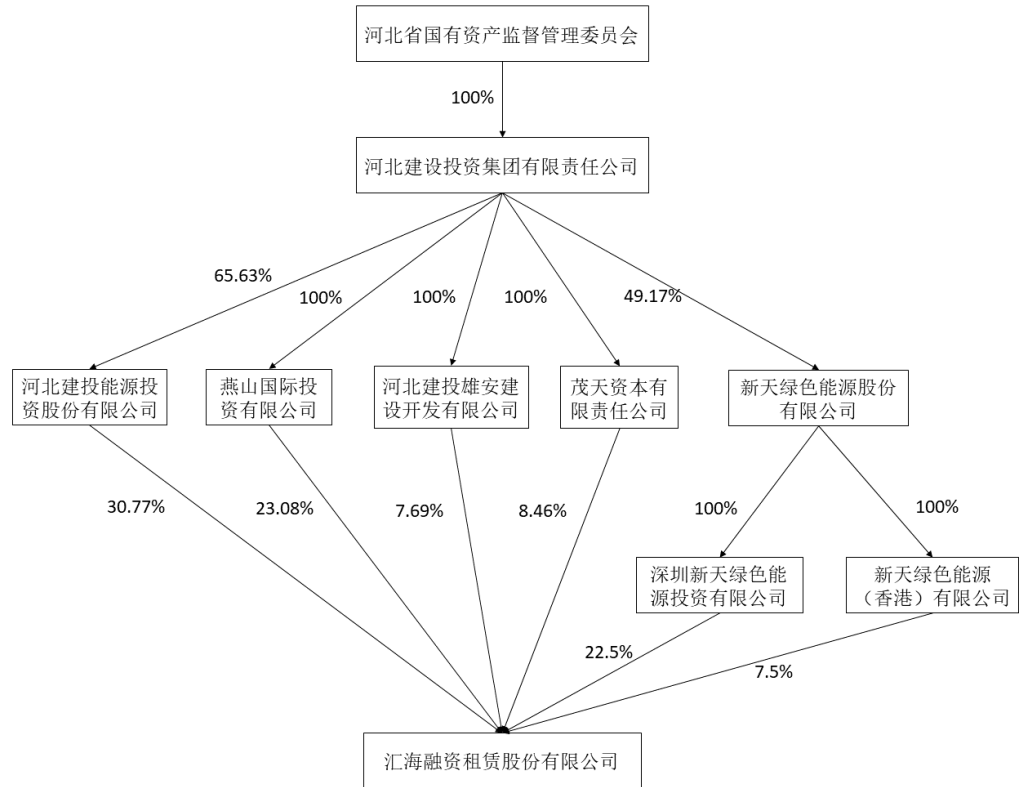 河北省国有资产监督管理委员会
100%
河北建设投资集团有限责任公司
65.63%
100%
100%
100%
49.17%
河北建投能源投
资股份有限公司
燕山国际投
资有限公司
河北建投雄安建
设开发有限公司
茂天资本有
限责任公司
新天绿色能源股份
有限公司
30.77%
23.08%
7.69%
8.46%
100%
100%
深圳新天绿色能
源投资有限公司
新天绿色能源
（香港）有限公司
22.5%
7.5%
汇海融资租赁股份有限公司